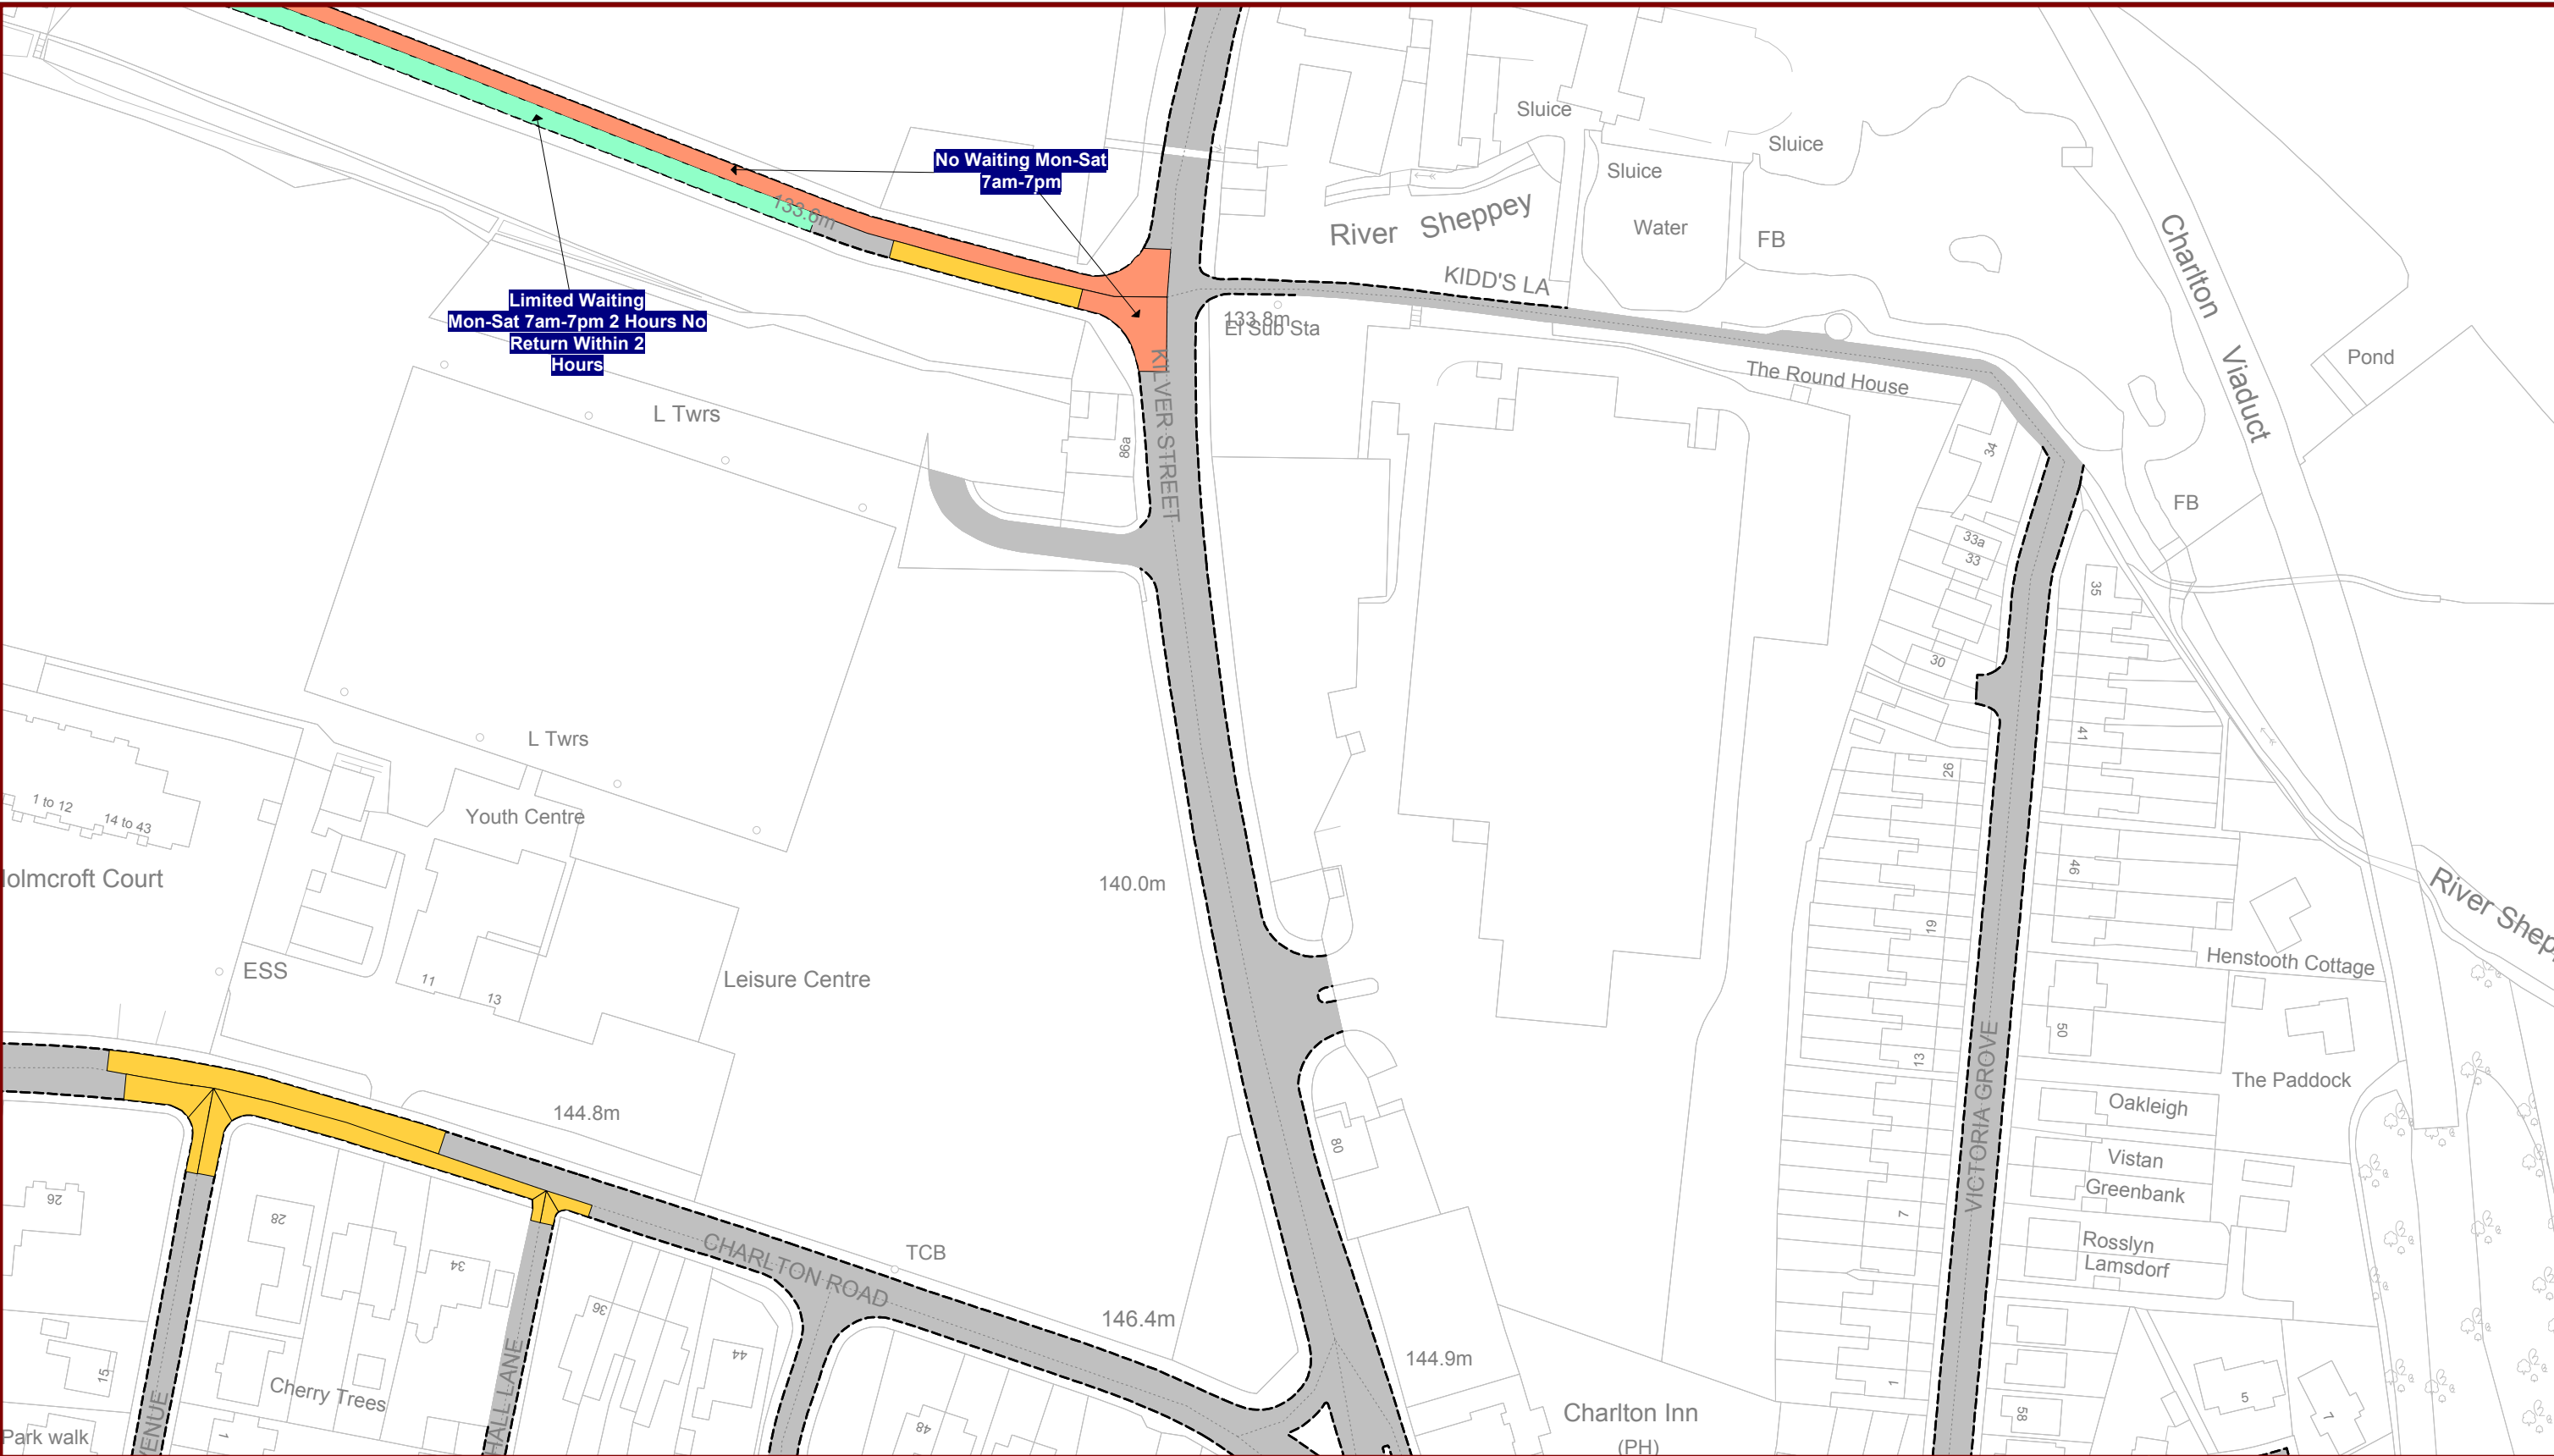 Sluice
Sluice
Sluice
No Waiting Mon-Sat
7am-7pm
133.6m
River Sheppey
Water
FB
Charlton Viaduct
KIDD'S LA
Limited Waiting
Mon-Sat 7am-7pm 2 Hours No
Return Within 2
Hours
133.8m
El Sub Sta
Pond
The Round House
L Twrs
86a
KILVER STREET
34
FB
33a
33
35
30
L Twrs
41
26
1 to 12
14 to 43
Youth Centre
olmcroft Court
140.0m
46
River Shep
19
ESS
11
13
Leisure Centre
Henstooth Cottage
50
13
VICTORIA GROVE
The Paddock
144.8m
Oakleigh
80
Vistan
Greenbank
26
28
7
CHARLTON ROAD
TCB
Rosslyn
Lamsdorf
34
36
146.4m
44
144.9m
15
Cherry Trees
HALL LANE
1
5
7
58
Charlton Inn
(PH)
48
Park walk
VENUE
1